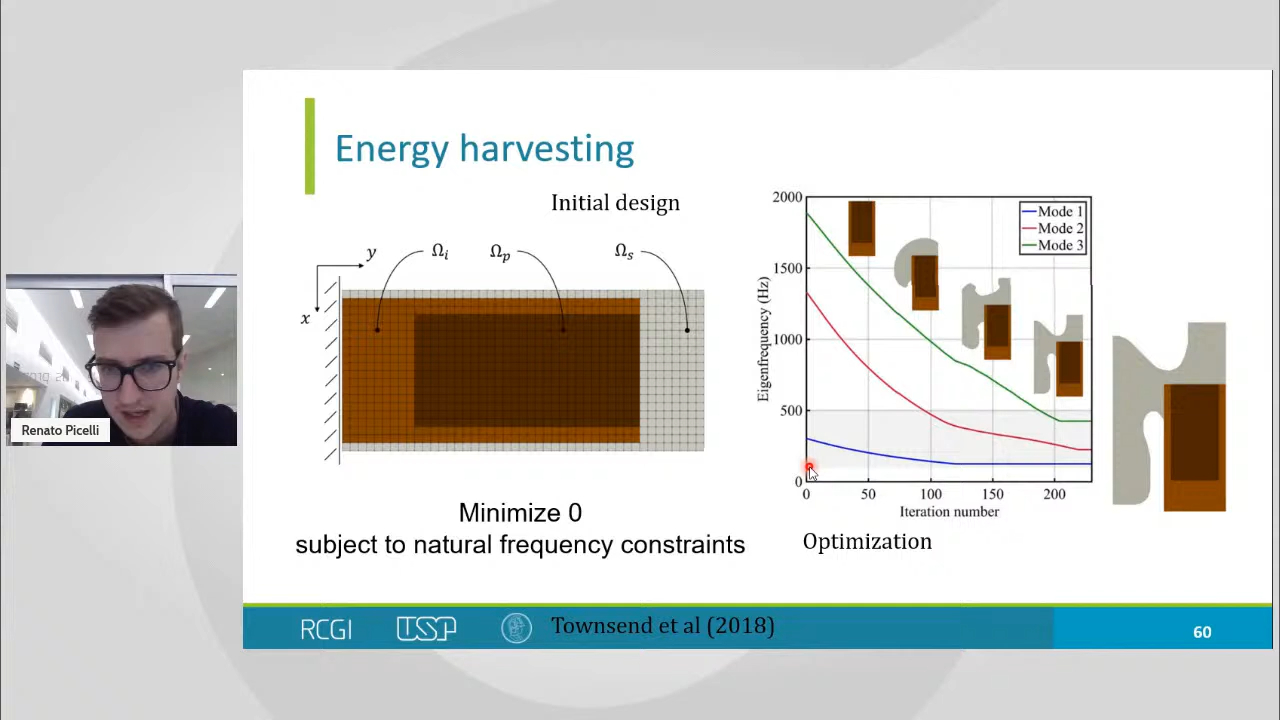 Energy harvesting
Initial design
Ωi
Ωp
Ωs
y
x
Minimize 0
subject to natural frequency constraints
2000
1500
1000
500
0
Eigenfrequency (Hz)
Mode 1
Mode 2
Mode 3
0 50 100 150 200
Iteration number
Optimization
Renato Picelli
RCGI USP Townsend et al (2018) 60